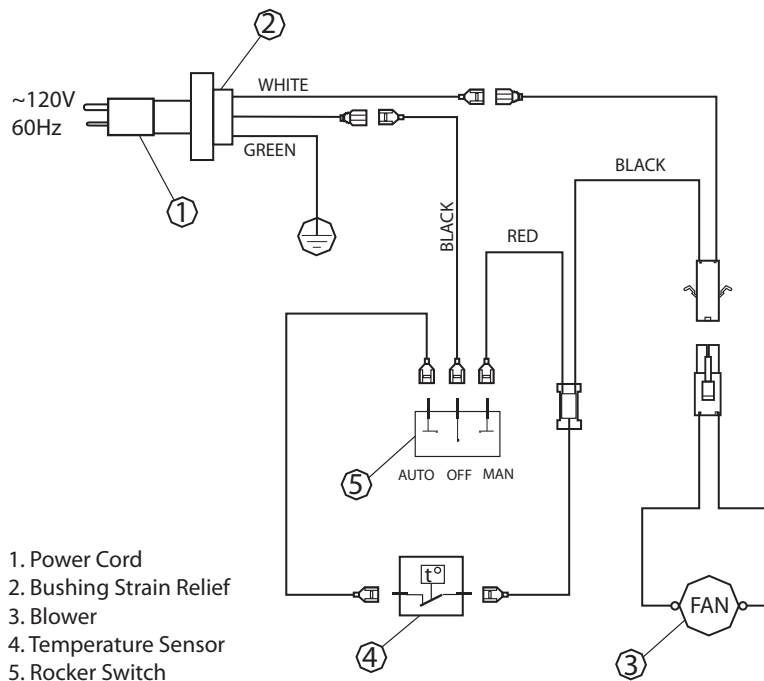 2
WHITE
~120V
60Hz
GREEN
BLACK
1
BLACK
RED
5
AUTO OFF MAN
t°
1. Power Cord
2. Bushing Strain Relief
3. Blower
4. Temperature Sensor
5. Rocker Switch
4
FAN
3